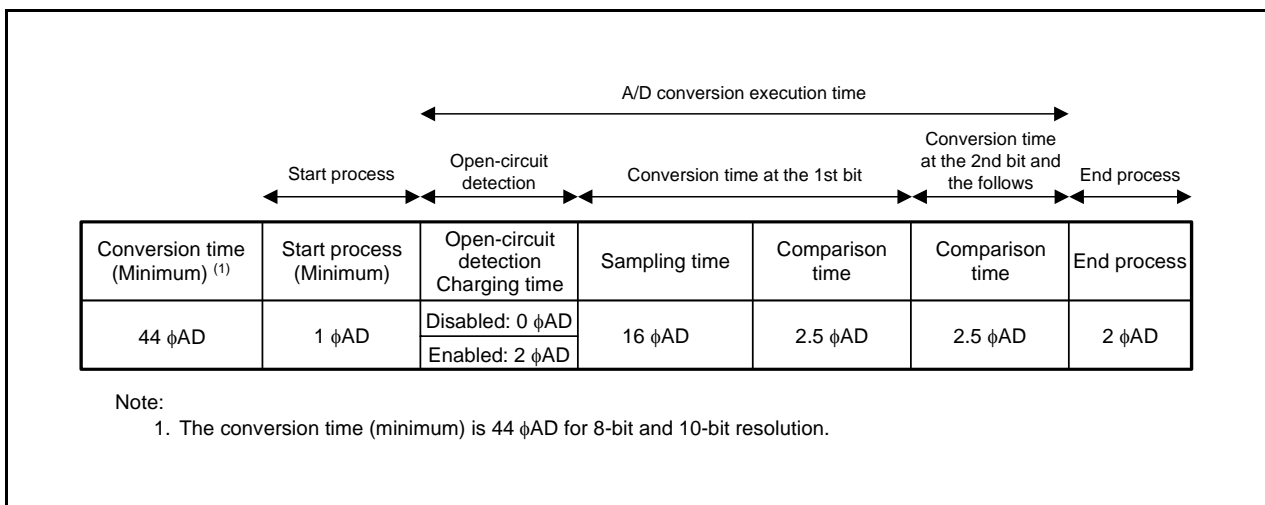 A/D conversion execution time
Start process
Open-circuit
detection
Conversion time at the 1st bit
Conversion time
at the 2nd bit and
the follows
End process
Conversion time
(Minimum) (1)
Start process
(Minimum)
Open-circuit
detection
Charging time
Sampling time
Comparison
time
Comparison
time
End process
44 ϕAD
1 ϕAD
Disabled: 0 ϕAD
Enabled: 2 ϕAD
16 ϕAD
2.5 ϕAD
2.5 ϕAD
2 ϕAD
Note:
1. The conversion time (minimum) is 44 ϕAD for 8-bit and 10-bit resolution.